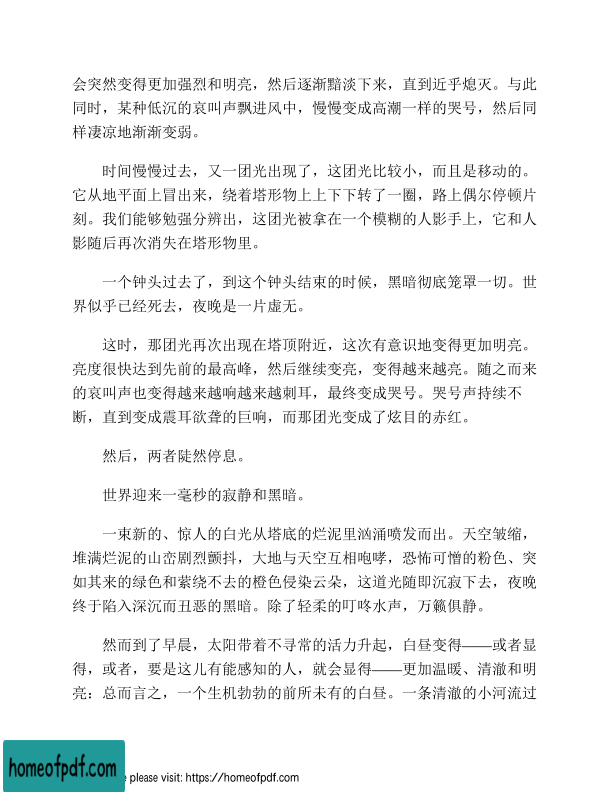 会突然变得更加强烈和明亮，然后逐渐黯淡下来，直到近乎熄灭。与此
同时，某种低沉的哀叫声飘进风中，慢慢变成高潮一样的哭号，然后同
样凄凉地渐渐变弱。
时间慢慢过去，又一团光出现了，这团光比较小，而且是移动的。
它从地平面上冒出来，绕着塔形物上上下下转了一圈，路上偶尔停顿片
刻。我们能够勉强分辨出，这团光被拿在一个模糊的人影手上，它和人
影随后再次消失在塔形物里。
一个钟头过去了，到这个钟头结束的时候，黑暗彻底笼罩一切。世
界似乎已经死去，夜晚是一片虚无。
这时，那团光再次出现在塔顶附近，这次有意识地变得更加明亮。
亮度很快达到先前的最高峰，然后继续变亮，变得越来越亮。随之而来
的哀叫声也变得越来越响越来越刺耳，最终变成哭号。哭号声持续不
断，直到变成震耳欲聋的巨响，而那团光变成了炫目的赤红。
然后，两者陡然停息。
世界迎来一毫秒的寂静和黑暗。
一束新的、惊人的白光从塔底的烂泥里汹涌喷发而出。天空皱缩，
堆满烂泥的山峦剧烈颤抖，大地与天空互相咆哮，恐怖可憎的粉色、突
如其来的绿色和萦绕不去的橙色侵染云朵，这道光随即沉寂下去，夜晚
终于陷入深沉而丑恶的黑暗。除了轻柔的叮咚水声，万籁俱静。
然而到了早晨，太阳带着不寻常的活力升起，白昼变得——或者显
得，或者，要是这儿有能感知的人，就会显得——更加温暖、清澈和明
亮：总而言之，一个生机勃勃的前所未有的白昼。一条清澈的小河流过
homeofpdf.com
e please visit: https://homeofpdf.com